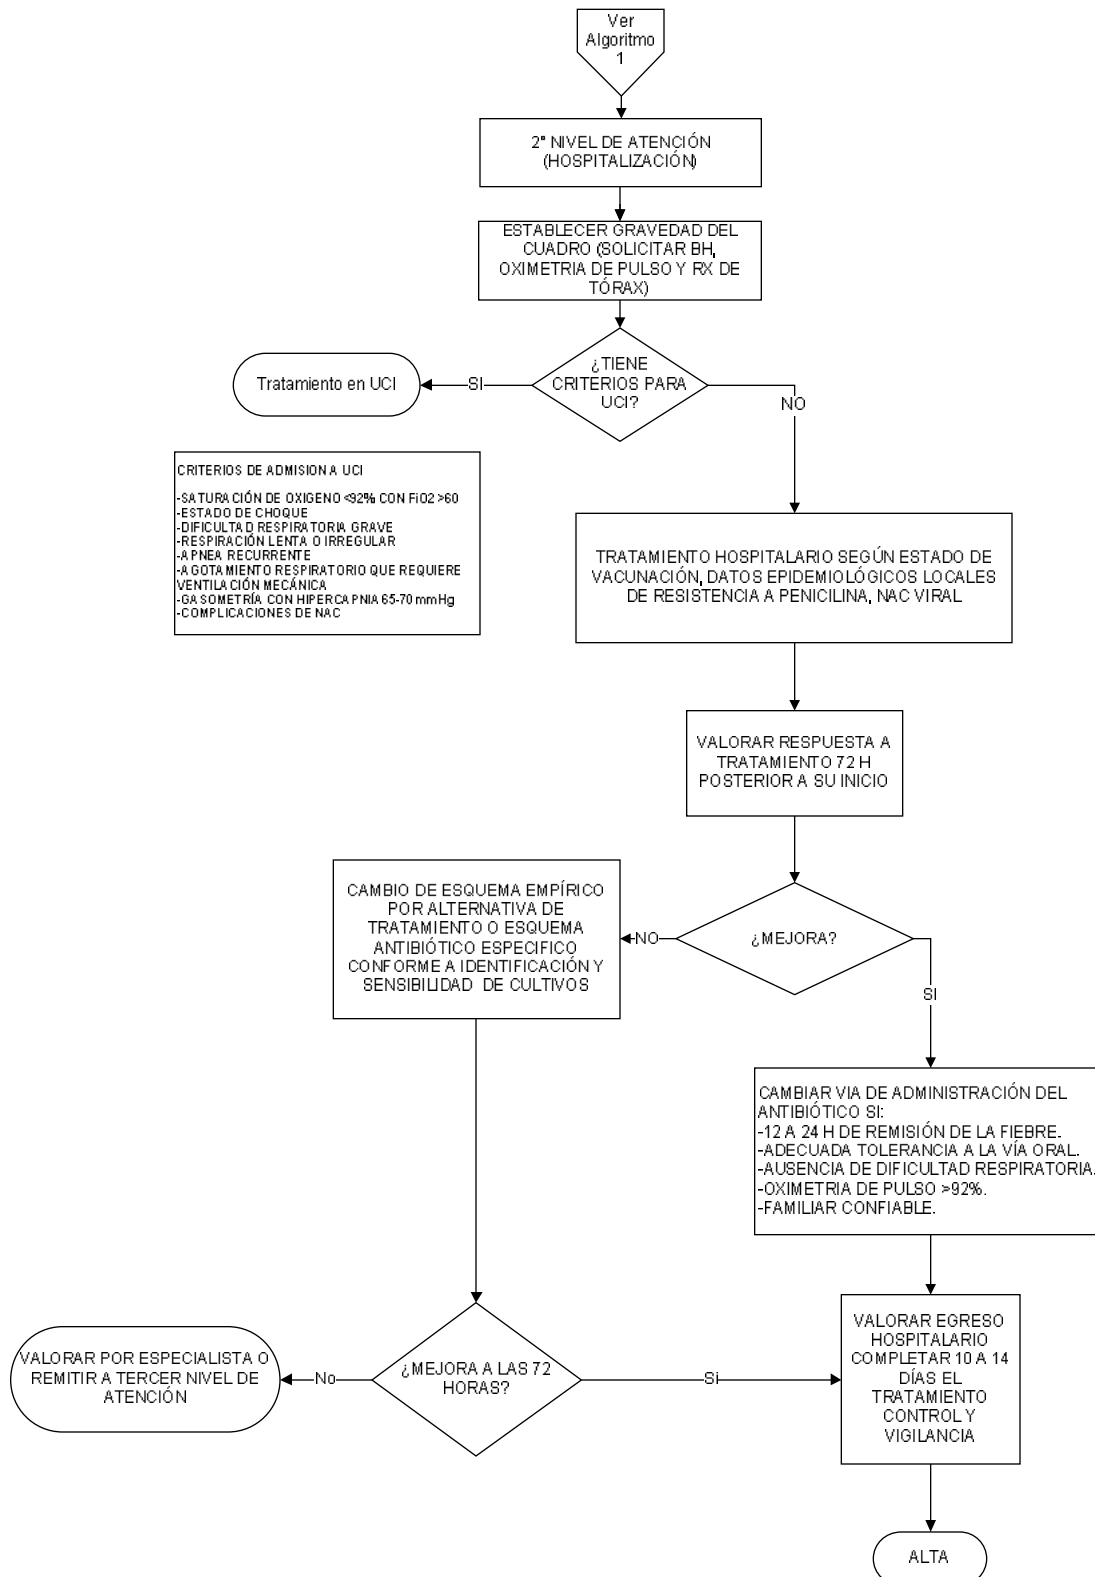 Ver
Algoritmo
1
2° NIVEL DE ATENCIÓN
(HOSPITALIZACIÓN)
ESTABLECER GRAVEDAD DEL
CUADRO (SOLICITAR BH,
OXIMETRIA DE PULSO Y RX DE
TÓRAX)
¿TIENE
CRITERIOS PARA
UCI?
SI
Tratamiento en UCI
NO
CRITERIOS DE ADMISION A UCI
-SATURACIÓN DE OXIGENO <92% CON FiO2 >60
-ESTADO DE CHOQUE
-DIFICULTAD RESPIRATORIA GRAVE
-RESPIRACIÓN LENTA O IRREGULAR
-APNEA RECURRENTE
-AGOTAMIENTO RESPIRATORIO QUE REQUIERE
VENTILACIÓN MECÁNICA
-GASOMETRÍA CON HIPERCAPNIA 65-70 mmHg
-COMPLICACIONES DE NAC
TRATAMIENTO HOSPITALARIO SEGÚN ESTADO DE
VACUNACIÓN, DATOS EPIDEMIOLÓGICOS LOCALES
DE RESISTENCIA A PENICILINA, NAC VIRAL
VALORAR RESPUESTA A
TRATAMIENTO 72 H
POSTERIOR A SU INICIO
¿MEJORA?
NO
CAMBIO DE ESQUEMA EMPÍRICO
POR ALTERNATIVA DE
TRATAMIENTO O ESQUEMA
ANTIBIÓTICO ESPECIFICO
CONFORME A IDENTIFICACIÓN Y
SENSIBILIDAD DE CULTIVOS
SI
CAMBIAR VIA DE ADMINISTRACIÓN DEL
ANTIBIÓTICO SI:
-12 A 24 H DE REMISIÓN DE LA FIEBRE.
-ADECUADA TOLERANCIA A LA VÍA ORAL.
-AUSENCIA DE DIFICULTAD RESPIRATORIA.
-OXIMETRIA DE PULSO >92%.
-FAMILIAR CONFIABLE.
¿MEJORA A LAS 72
HORAS?
No
VALORAR POR ESPECIALISTA O
REMITIR A TERCER NIVEL DE
ATENCIÓN
Si
VALORAR EGRESO
HOSPITALARIO
COMPLETAR 10 A 14
DÍAS EL
TRATAMIENTO
CONTROL Y
VIGILANCIA
ALTA